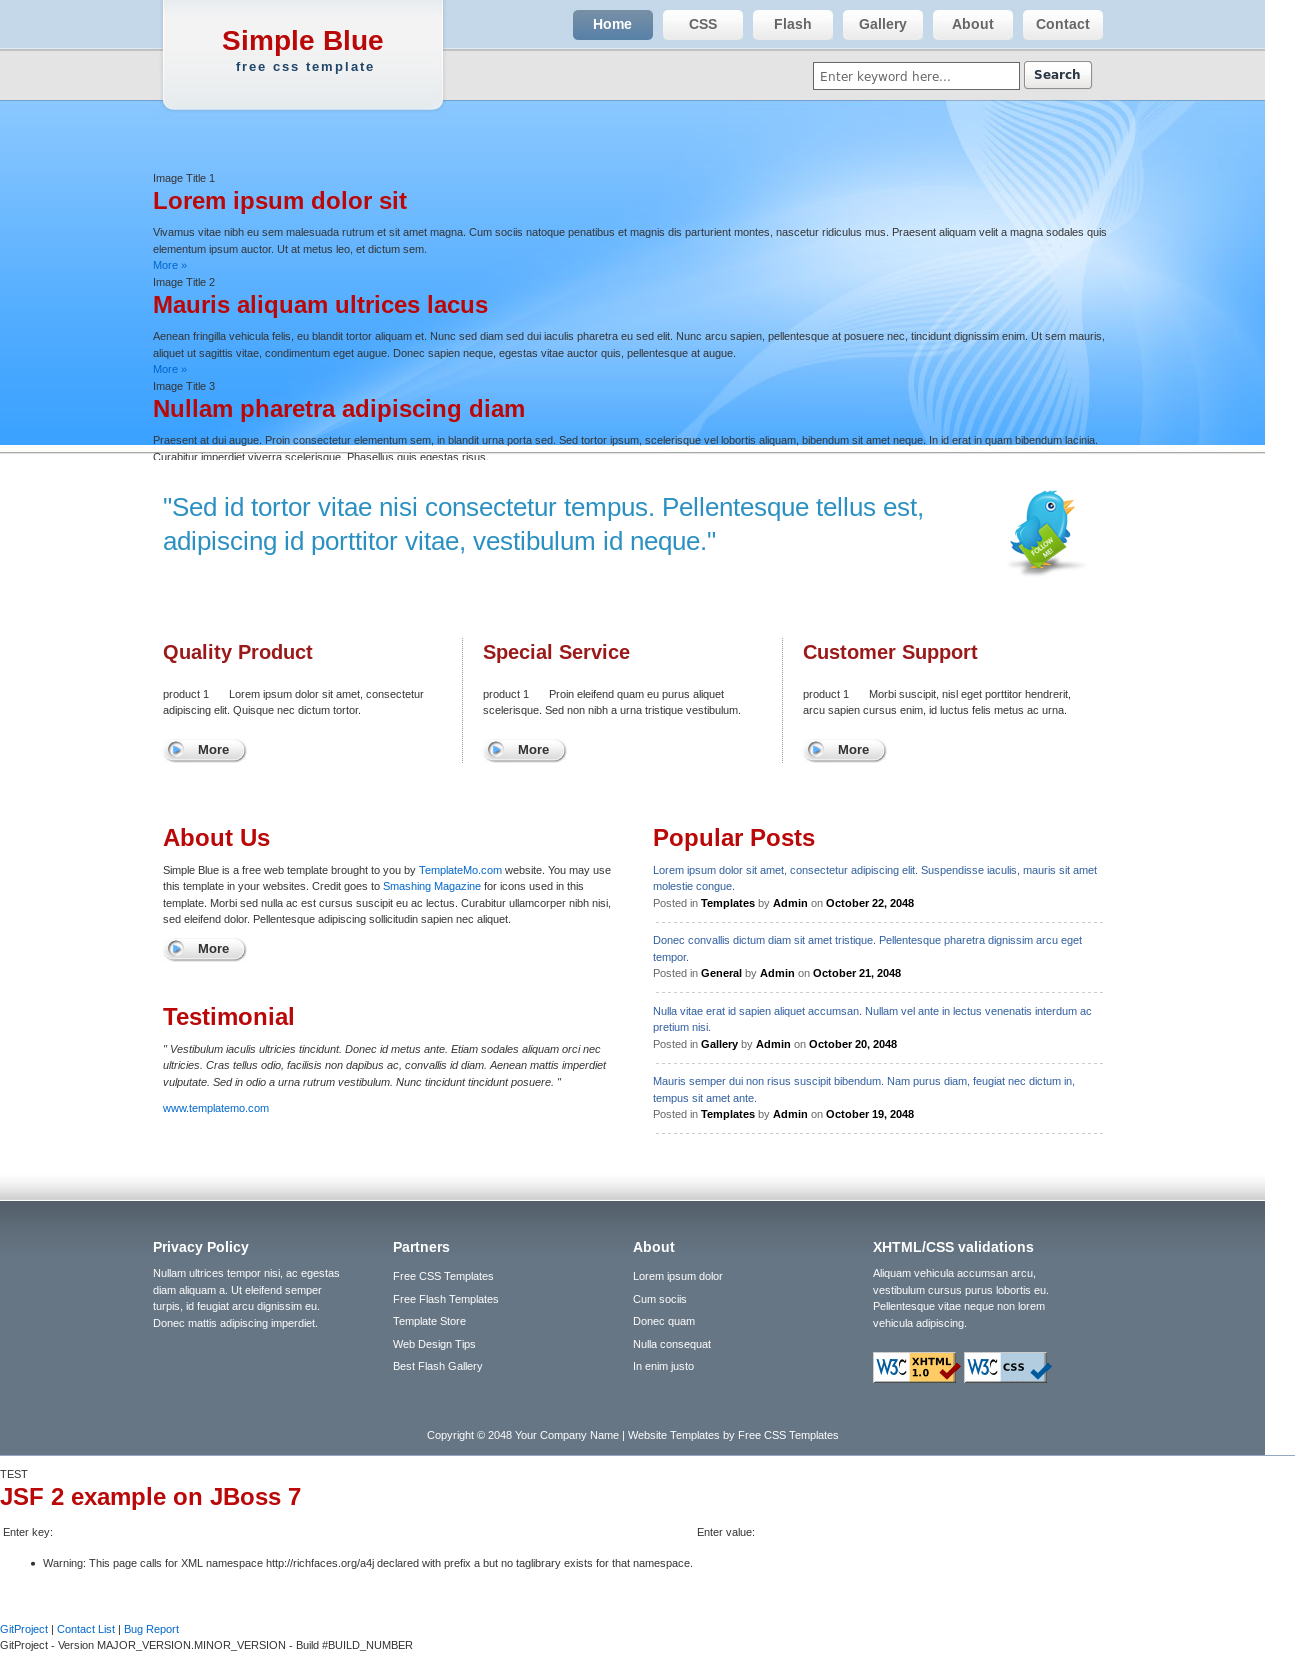 Simple Blue
free css template
Home
CSS
Flash
Gallery
About
Contact
Enter keyword here...
Search
Image Title 1
Lorem ipsum dolor sit
Vivamus vitae nibh eu sem malesuada rutrum et sit amet magna. Cum sociis natoque penatibus et magnis dis parturient montes, nascetur ridiculus mus. Praesent aliquam velit a magna sodales quis
elementum ipsum auctor. Ut at metus leo, et dictum sem.
More »
Image Title 2
Mauris aliquam ultrices lacus
Aenean fringilla vehicula felis, eu blandit tortor aliquam et. Nunc sed diam sed dui iaculis pharetra eu sed elit. Nunc arcu sapien, pellentesque at posuere nec, tincidunt dignissim enim. Ut sem mauris,
aliquet ut sagittis vitae, condimentum eget augue. Donec sapien neque, egestas vitae auctor quis, pellentesque at augue.
More »
Image Title 3
Nullam pharetra adipiscing diam
Praesent at dui augue. Proin consectetur elementum sem, in blandit urna porta sed. Sed tortor ipsum, scelerisque vel lobortis aliquam, bibendum sit amet neque. In id erat in quam bibendum lacinia.
Curabitur imperdiet viverra scelerisque. Phasellus quis egestas risus.
"Sed id tortor vitae nisi consectetur tempus. Pellentesque tellus est,
adipiscing id porttitor vitae, vestibulum id neque."
FOLLOW
ME!
Quality Product
product 1 Lorem ipsum dolor sit amet, consectetur
adipiscing elit. Quisque nec dictum tortor.
More
Special Service
product 1 Proin eleifend quam eu purus aliquet
scelerisque. Sed non nibh a urna tristique vestibulum.
More
Customer Support
product 1 Morbi suscipit, nisl eget porttitor hendrerit,
arcu sapien cursus enim, id luctus felis metus ac urna.
More
About Us
Simple Blue is a free web template brought to you by TemplateMo.com website. You may use
this template in your websites. Credit goes to Smashing Magazine for icons used in this
template. Morbi sed nulla ac est cursus suscipit eu ac lectus. Curabitur ullamcorper nibh nisi,
sed eleifend dolor. Pellentesque adipiscing sollicitudin sapien nec aliquet.
More
Testimonial
" Vestibulum iaculis ultricies tincidunt. Donec id metus ante. Etiam sodales aliquam orci nec
ultricies. Cras tellus odio, facilisis non dapibus ac, convallis id diam. Aenean mattis imperdiet
vulputate. Sed in odio a urna rutrum vestibulum. Nunc tincidunt tincidunt posuere. "
www.templatemo.com
Popular Posts
Lorem ipsum dolor sit amet, consectetur adipiscing elit. Suspendisse iaculis, mauris sit amet
molestie congue.
Posted in Templates by Admin on October 22, 2048
Donec convallis dictum diam sit amet tristique. Pellentesque pharetra dignissim arcu eget
tempor.
Posted in General by Admin on October 21, 2048
Nulla vitae erat id sapien aliquet accumsan. Nullam vel ante in lectus venenatis interdum ac
pretium nisi.
Posted in Gallery by Admin on October 20, 2048
Mauris semper dui non risus suscipit bibendum. Nam purus diam, feugiat nec dictum in,
tempus sit amet ante.
Posted in Templates by Admin on October 19, 2048
Privacy Policy
Nullam ultrices tempor nisi, ac egestas
diam aliquam a. Ut eleifend semper
turpis, id feugiat arcu dignissim eu.
Donec mattis adipiscing imperdiet.
Partners
Free CSS Templates
Free Flash Templates
Template Store
Web Design Tips
Best Flash Gallery
About
Lorem ipsum dolor
Cum sociis
Donec quam
Nulla consequat
In enim justo
XHTML/CSS validations
Aliquam vehicula accumsan arcu,
vestibulum cursus purus lobortis eu.
Pellentesque vitae neque non lorem
vehicula adipiscing.
W3C XHTML 1.0
W3C CSS
Copyright © 2048 Your Company Name | Website Templates by Free CSS Templates
TEST
JSF 2 example on JBoss 7
Enter key:
Enter value:
Warning: This page calls for XML namespace http://richfaces.org/a4j declared with prefix a but no taglibrary exists for that namespace.
GitProject | Contact List | Bug Report
GitProject - Version MAJOR_VERSION.MINOR_VERSION - Build #BUILD_NUMBER